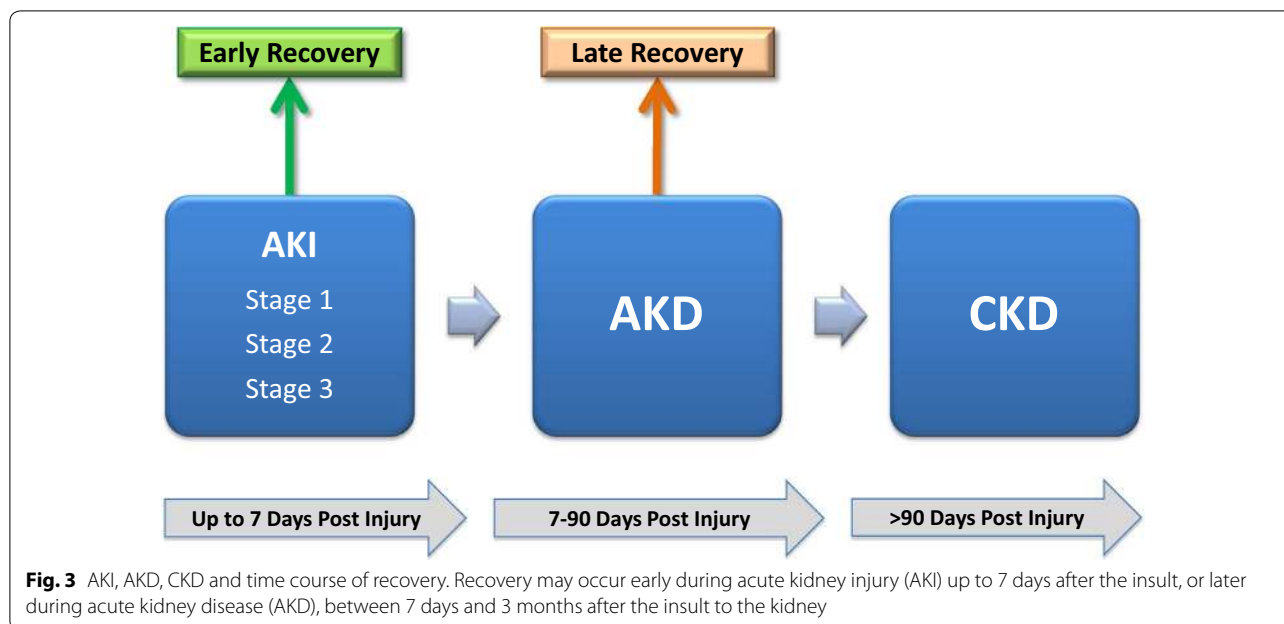 Early Recovery
Late Recovery
AKI
Stage 1
Stage 2
Stage 3
AKD
CKD
Up to 7 Days Post Injury
7-90 Days Post Injury
>90 Days Post Injury
Fig. 3 AKI, AKD, CKD and time course of recovery. Recovery may occur early during acute kidney injury (AKI) up to 7 days after the insult, or later
during acute kidney disease (AKD), between 7 days and 3 months after the insult to the kidney